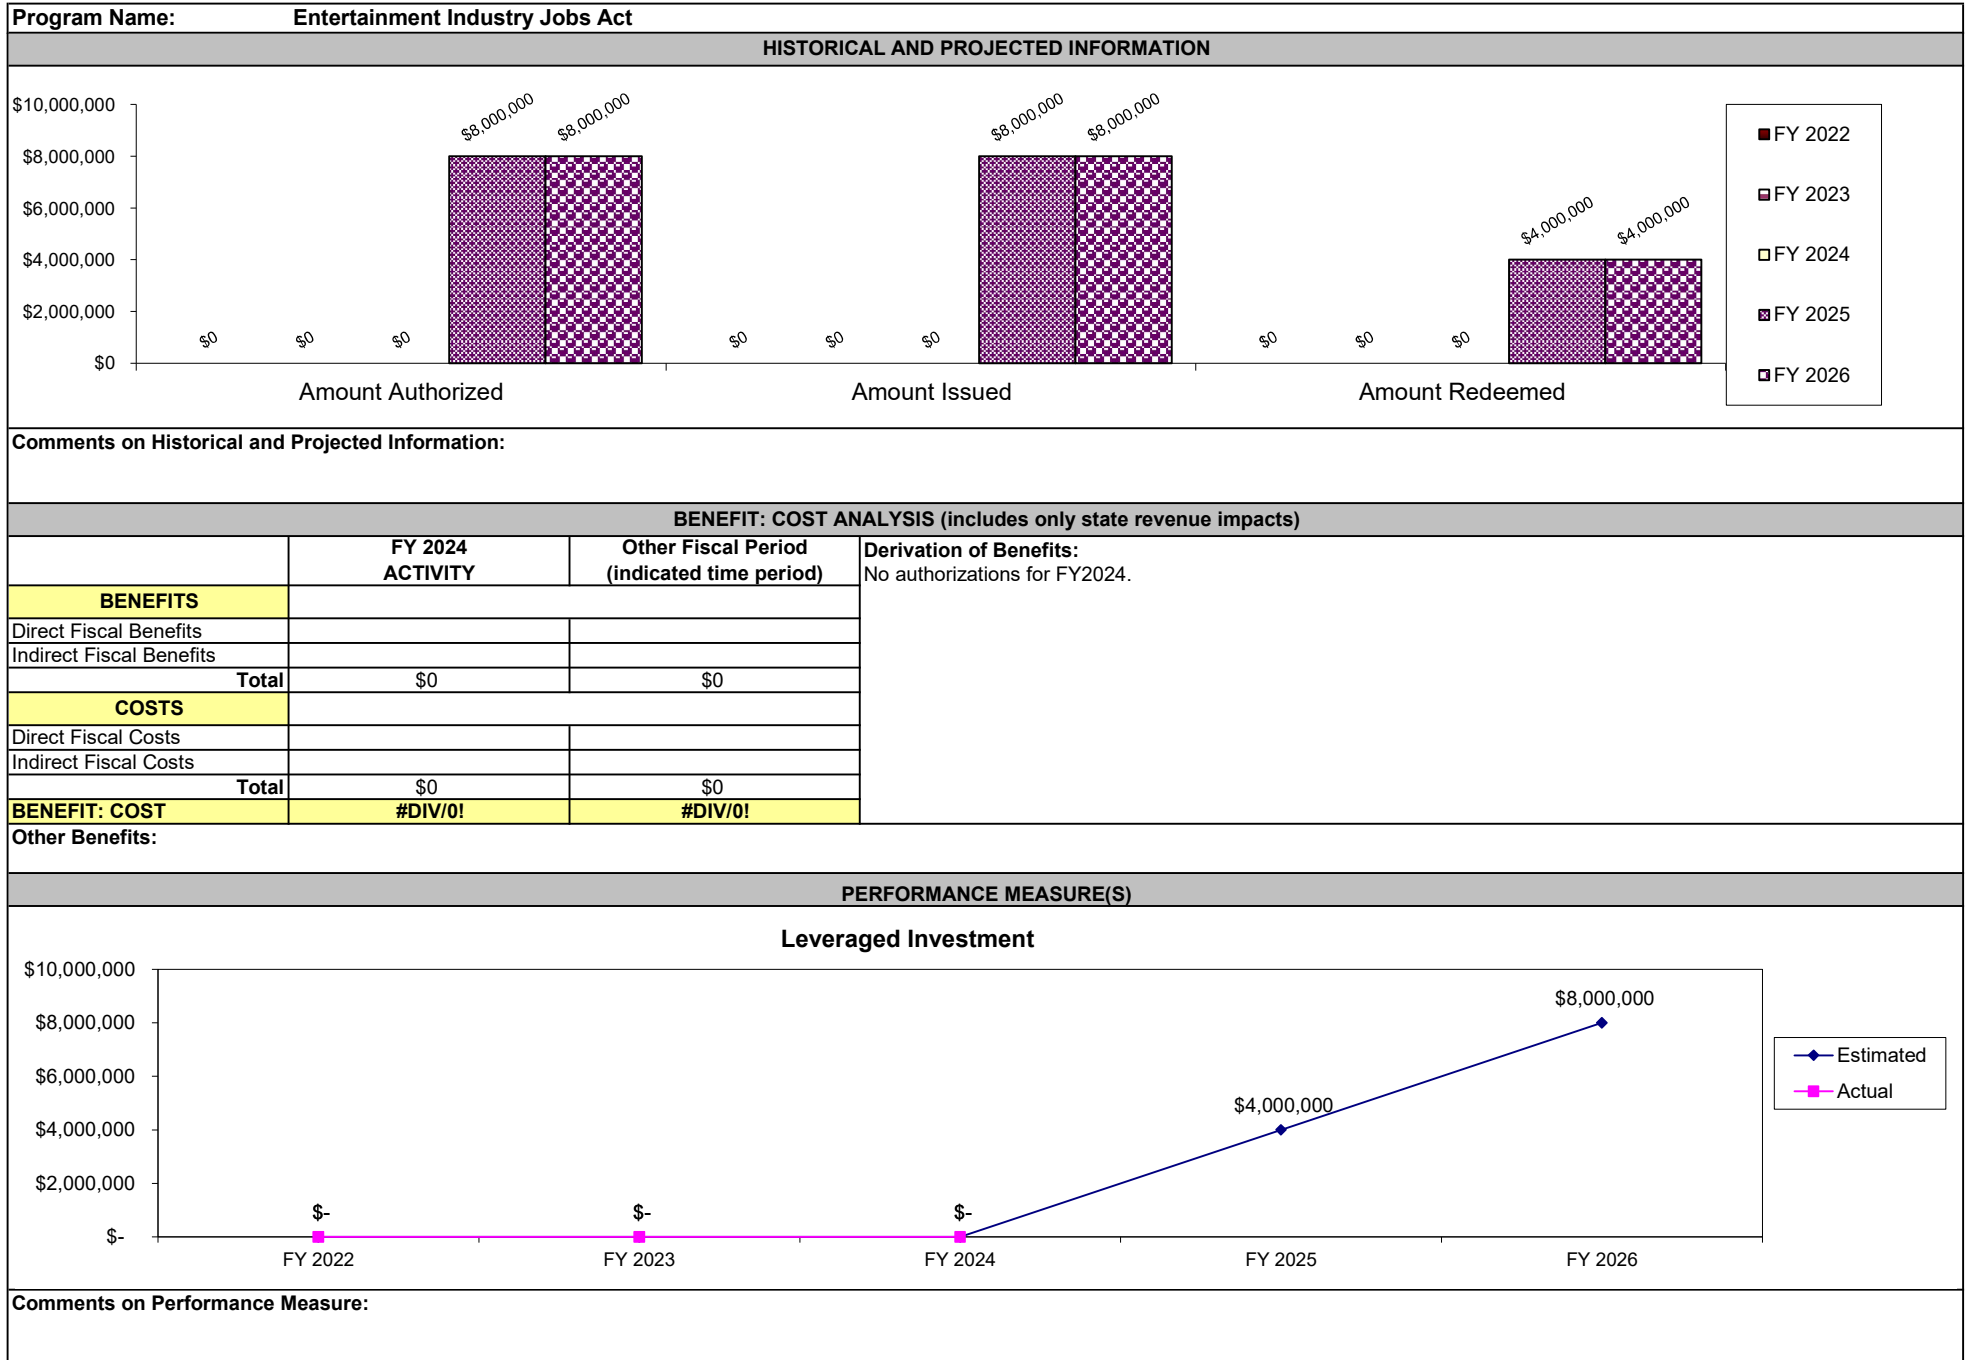 Program Name: Entertainment Industry Jobs Act
HISTORICAL AND PROJECTED INFORMATION
$10,000,000
$8,000,000
$6,000,000
$4,000,000
$2,000,000
$0
$0 $0 $0 $8,000,000 $8,000,000
$0 $0 $0 $8,000,000 $8,000,000
$0 $0 $0 $4,000,000 $4,000,000
Amount Authorized Amount Issued Amount Redeemed
FY 2022
FY 2023
FY 2024
FY 2025
FY 2026
Comments on Historical and Projected Information:
BENEFIT: COST ANALYSIS (includes only state revenue impacts)
FY 2024
ACTIVITY
Other Fiscal Period
(indicated time period)
Derivation of Benefits:
No authorizations for FY2024.
BENEFITS
Direct Fiscal Benefits
Indirect Fiscal Benefits
Total $0 $0
COSTS
Direct Fiscal Costs
Indirect Fiscal Costs
Total $0 $0
BENEFIT: COST #DIV/0! #DIV/0!
Other Benefits:
PERFORMANCE MEASURE(S)
Leveraged Investment
$10,000,000
$8,000,000
$6,000,000
$4,000,000
$2,000,000
$-
$- $- $- $4,000,000 $8,000,000
FY 2022 FY 2023 FY 2024 FY 2025 FY 2026
Estimated
Actual
Comments on Performance Measure: